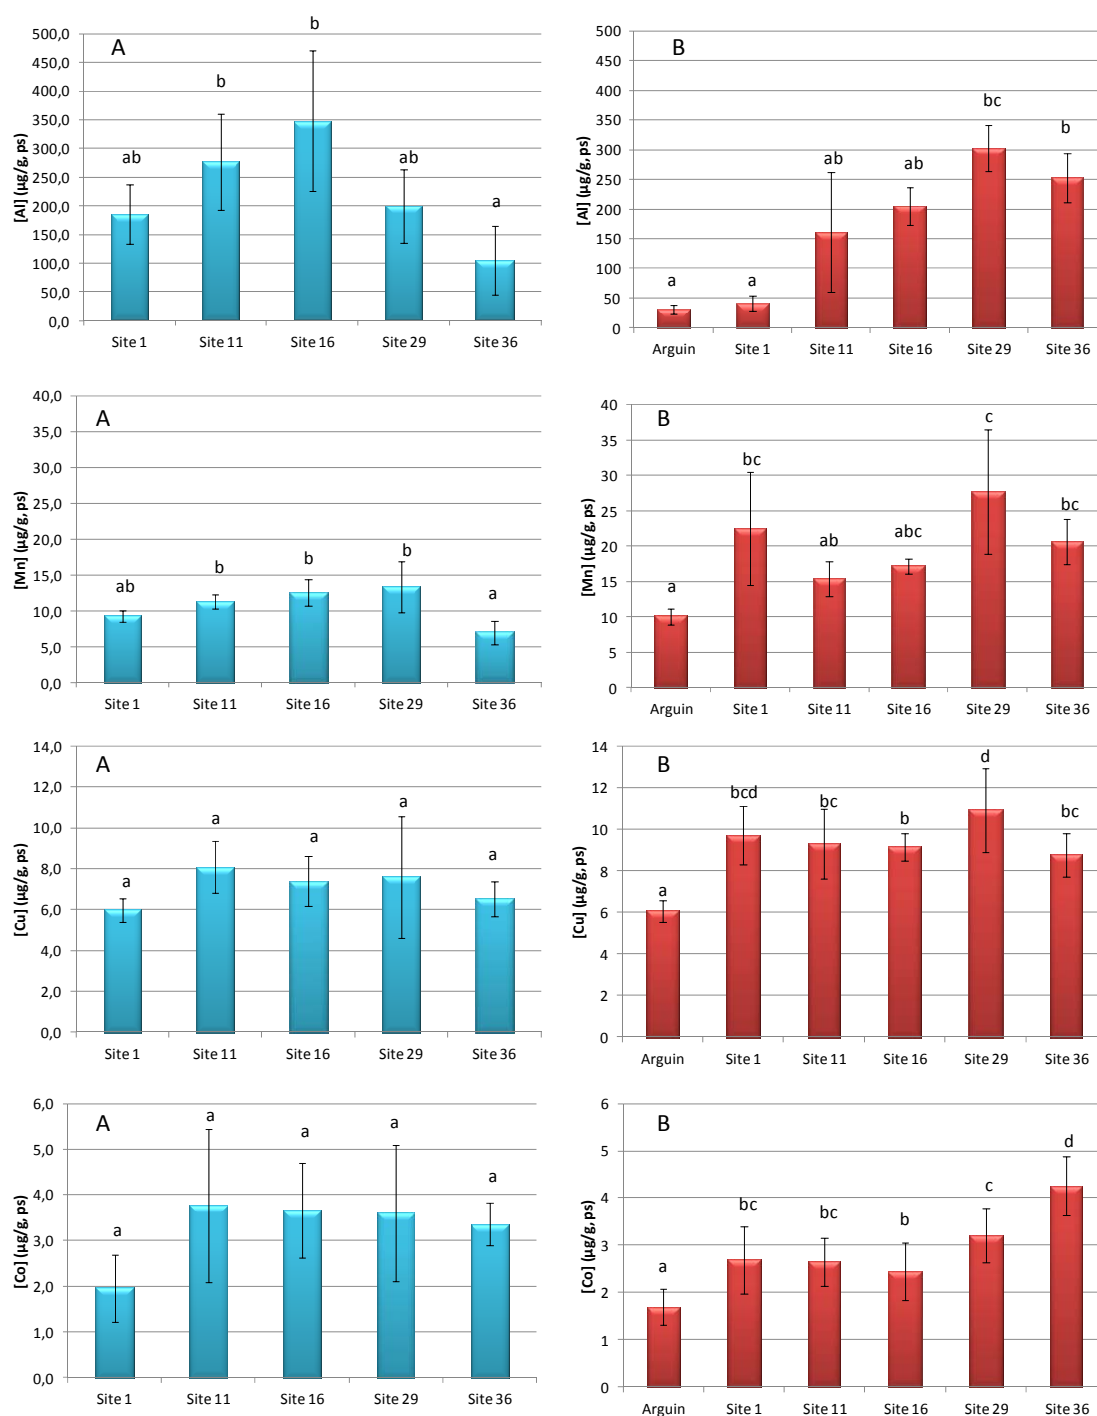 A
[Al] (µg/g, ps)
500,0
450,0
400,0
350,0
300,0
250,0
200,0
150,0
100,0
50,0
0,0
ab
b
b
ab
a
Site 1
Site 11
Site 16
Site 29
Site 36
B
[Al] (µg/g, ps)
500
450
400
350
300
250
200
150
100
50
0
a
a
ab
ab
bc
b
Arguin
Site 1
Site 11
Site 16
Site 29
Site 36
A
[Mn] (µg/g, ps)
40,0
35,0
30,0
25,0
20,0
15,0
10,0
5,0
0,0
ab
b
b
b
a
Site 1
Site 11
Site 16
Site 29
Site 36
B
[Mn] (µg/g, ps)
40
35
30
25
20
15
10
5
0
a
bc
ab
abc
c
bc
Arguin
Site 1
Site 11
Site 16
Site 29
Site 36
A
[Cu] (µg/g, ps)
14,0
12,0
10,0
8,0
6,0
4,0
2,0
0,0
a
a
a
a
a
Site 1
Site 11
Site 16
Site 29
Site 36
B
[Cu] (µg/g, ps)
14
12
10
8
6
4
2
0
a
bcd
bc
b
d
bc
Arguin
Site 1
Site 11
Site 16
Site 29
Site 36
A
[Co] (µg/g, ps)
6,0
5,0
4,0
3,0
2,0
1,0
0,0
a
a
a
a
a
Site 1
Site 11
Site 16
Site 29
Site 36
B
[Co] (µg/g, ps)
6
5
4
3
2
1
0
a
bc
bc
b
c
d
Arguin
Site 1
Site 11
Site 16
Site 29
Site 36